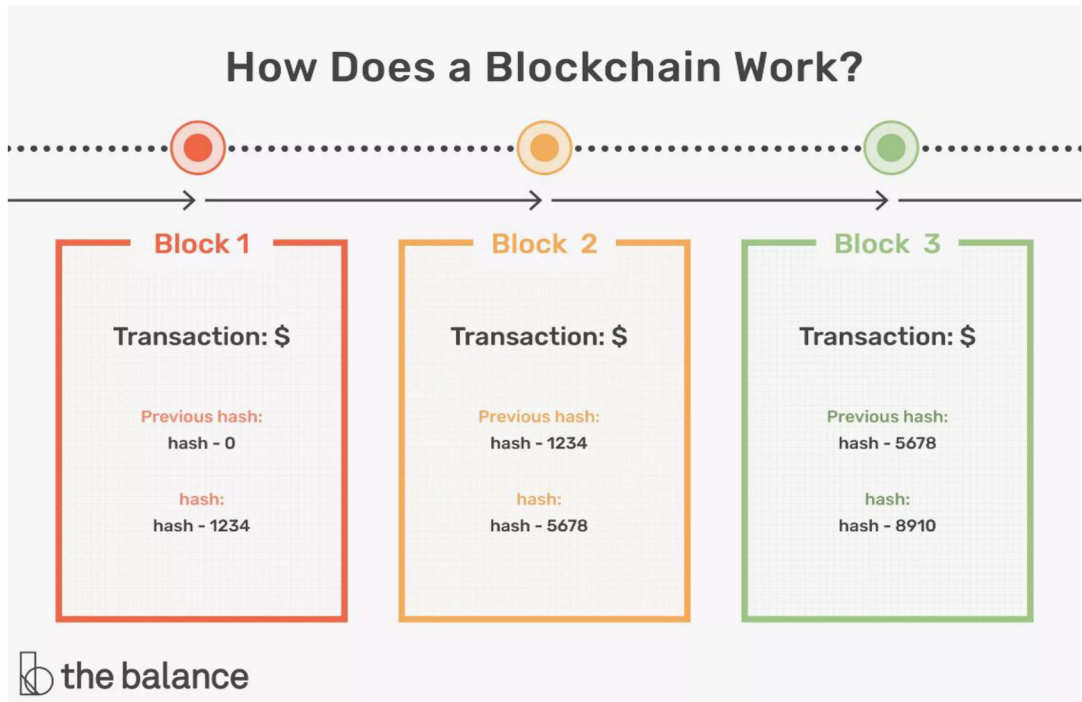 How Does a Blockchain Work?
Block 1
Transaction: $
Previous hash:
hash - 0
hash:
hash - 1234
Block 2
Transaction: $
Previous hash:
hash - 1234
hash:
hash - 5678
Block 3
Transaction: $
Previous hash:
hash - 5678
hash:
hash - 8910
the balance